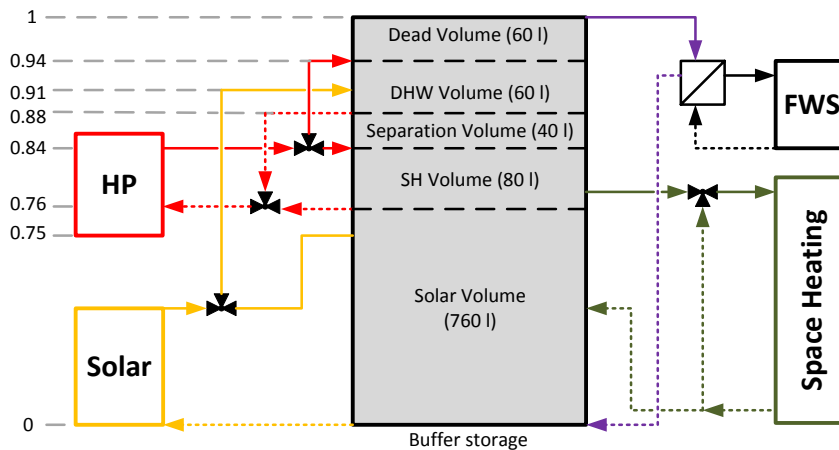 1
Dead Volume (60 l)
0.94
0.91
DHW Volume (60 l)
FWS
0.88
Separation Volume (40 l)
0.84
HP
SH Volume (80 l)
0.76
0.75
Solar Volume
(760 l)
Solar
Space Heating
0
Buffer storage